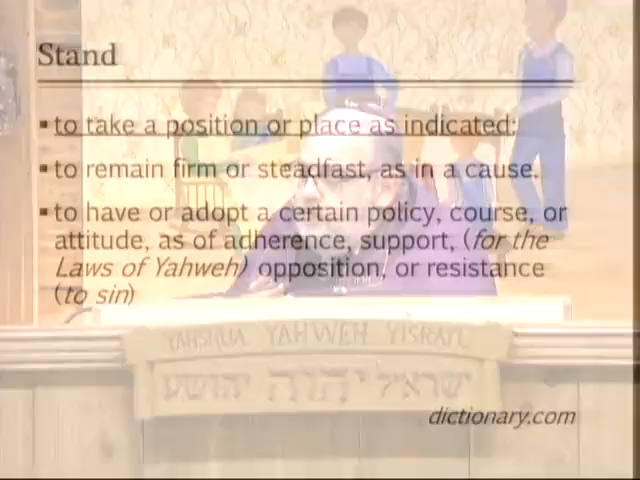 Stand
▪ to take a position or place as indicated:
▪ to remain firm or steadfast, as in a cause.
▪ to have or adopt a certain policy, course, or
attitude, as of adherence, support, (for the
Laws of Yahweh) opposition, or resistance
(to sin)
YAHSHUA YAHWEH YISRAYL
ישראל יהוה יהושע
dictionary.com